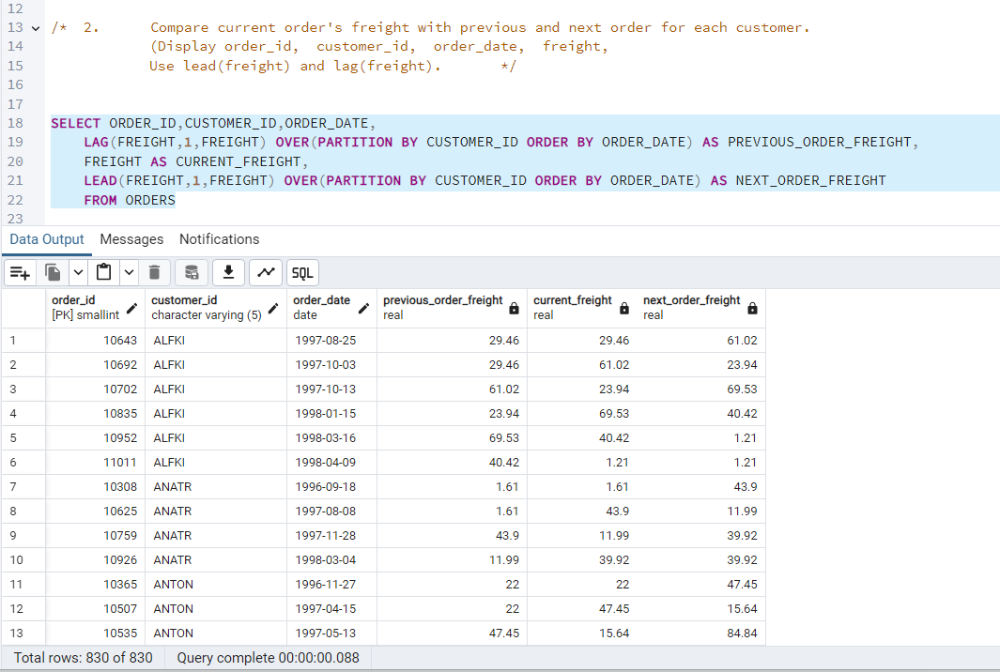 12
13 /* 2. Compare current order's freight with previous and next order for each customer.
14 (Display order_id, customer_id, order_date, freight,
15 Use lead(freight) and lag(freight). */
16
17
18 SELECT ORDER_ID,CUSTOMER_ID,ORDER_DATE,
19 LAG(FREIGHT,1,FREIGHT) OVER(PARTITION BY CUSTOMER_ID ORDER BY ORDER_DATE) AS PREVIOUS_ORDER_FREIGHT,
20 FREIGHT AS CURRENT_FREIGHT,
21 LEAD(FREIGHT,1,FREIGHT) OVER(PARTITION BY CUSTOMER_ID ORDER BY ORDER_DATE) AS NEXT_ORDER_FREIGHT
22 FROM ORDERS
23
Data Output Messages Notifications
SQL
order_id customer_id order_date previous_order_freight current_freight next_order_freight
[PK] smallint character varying (5) date real real real
1 10643 ALFKI 1997-08-25 29.46 29.46 61.02
2 10692 ALFKI 1997-10-03 29.46 61.02 23.94
3 10702 ALFKI 1997-10-13 61.02 23.94 69.53
4 10835 ALFKI 1998-01-15 23.94 69.53 40.42
5 10952 ALFKI 1998-03-16 69.53 40.42 1.21
6 11011 ALFKI 1998-04-09 40.42 1.21 1.21
7 10308 ANATR 1996-09-18 1.61 1.61 43.9
8 10625 ANATR 1997-08-08 1.61 43.9 11.99
9 10759 ANATR 1997-11-28 43.9 11.99 39.92
10 10926 ANATR 1998-03-04 11.99 39.92 39.92
11 10365 ANTON 1996-11-27 22 22 47.45
12 10507 ANTON 1997-04-15 22 47.45 15.64
13 10535 ANTON 1997-05-13 47.45 15.64 84.84
Total rows: 830 of 830 Query complete 00:00:00.088